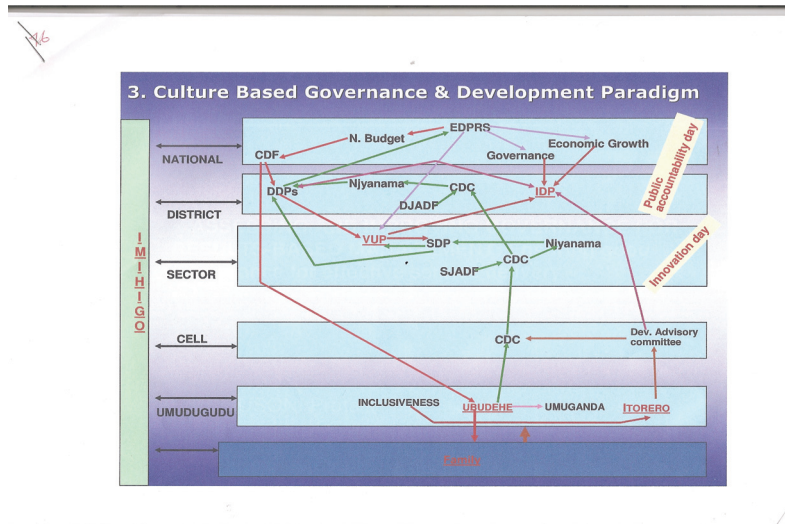 16
3. Culture Based Governance & Development Paradigm
IMIHIGO
NATIONAL
EDPRS
N. Budget
Economic Growth
CDF
Governance
Public
accountability day
DISTRICT
DDPs
Njyanama
CDC
IDP
DJADF
Innovation day
SECTOR
VUP
SDP
Njyanama
CDC
SJADF
CELL
CDC
Dev. Advisory
committee
UMUDUGUDU
INCLUSIVENESS
UBUDEHE
UMUGANDA
ITORERO